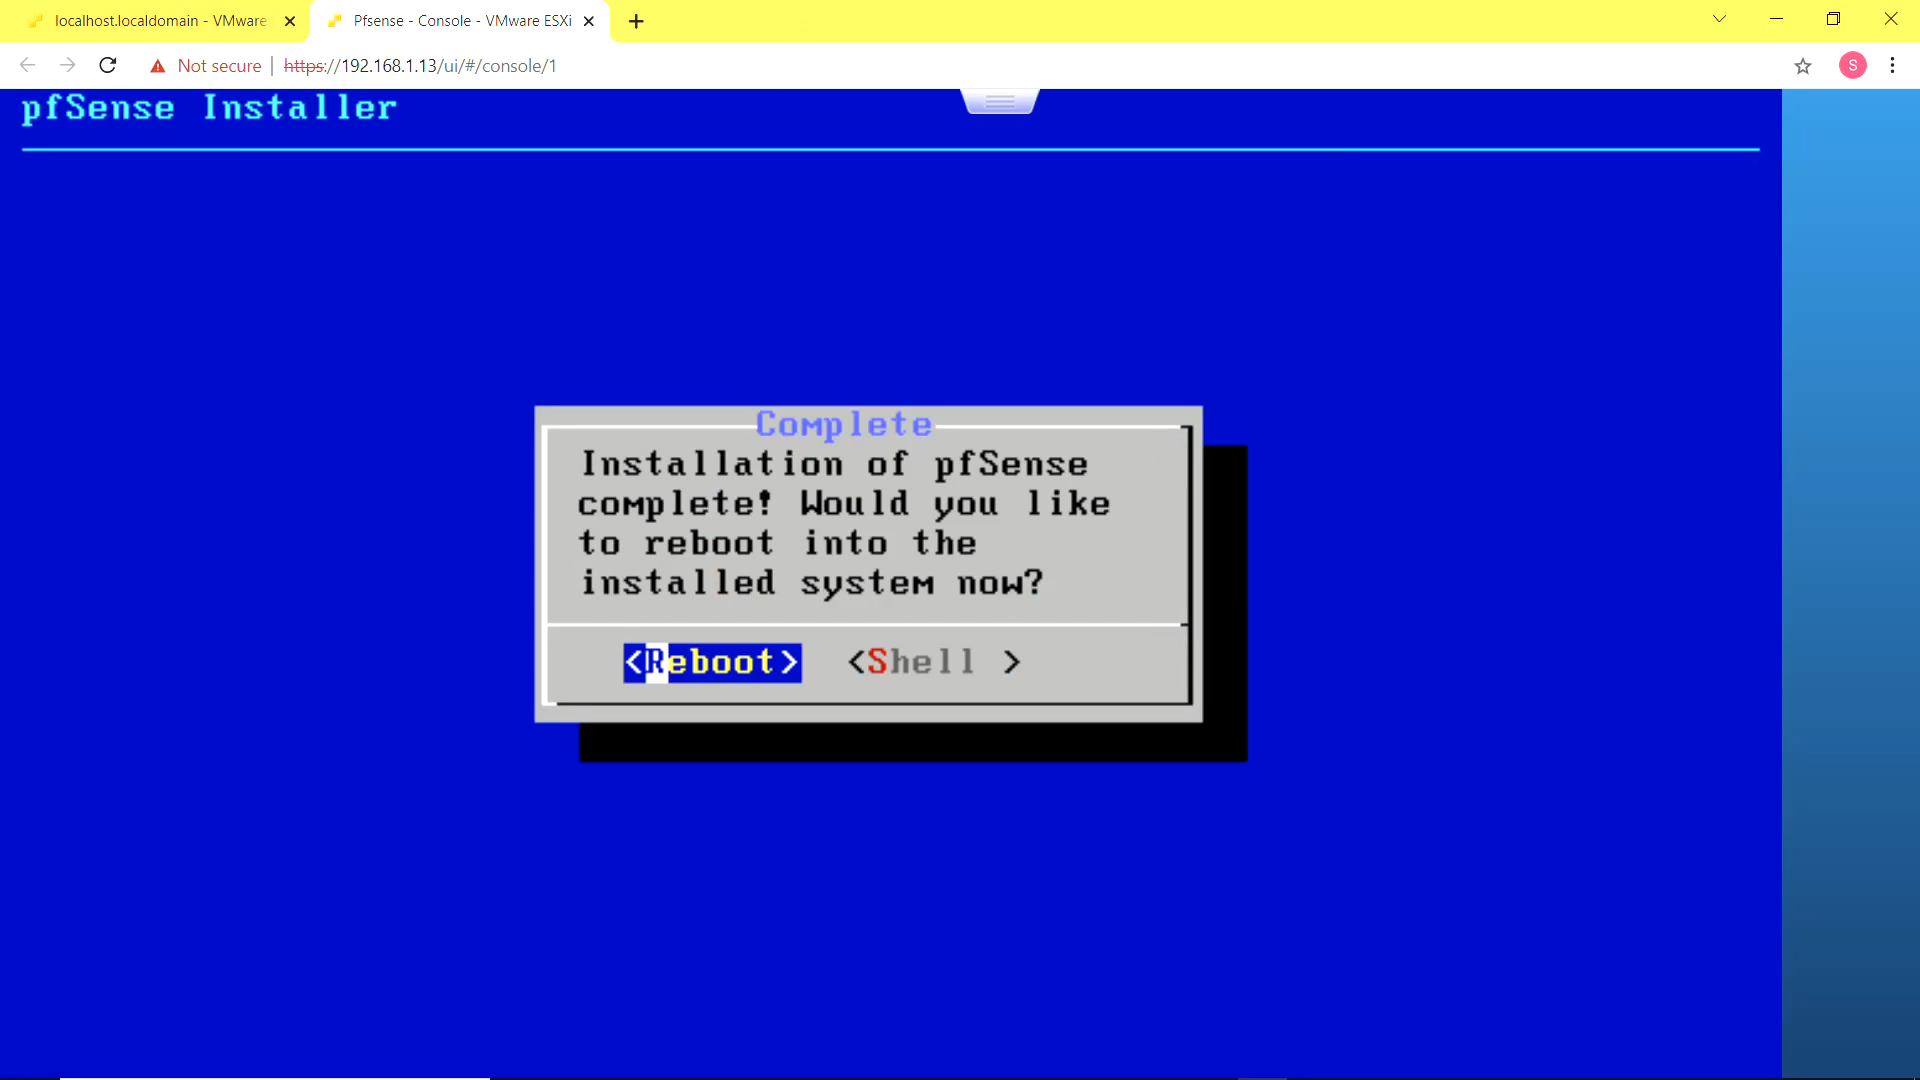 localhost.localdomain - VMware
Pfsense - Console - VMware ESXi
Not secure | https://192.168.1.13/ui/#/console/1
S
pfSense Installer
Complete
Installation of pfSense
complete! Would you like
to reboot into the
installed system now?
<Reboot> <Shell >